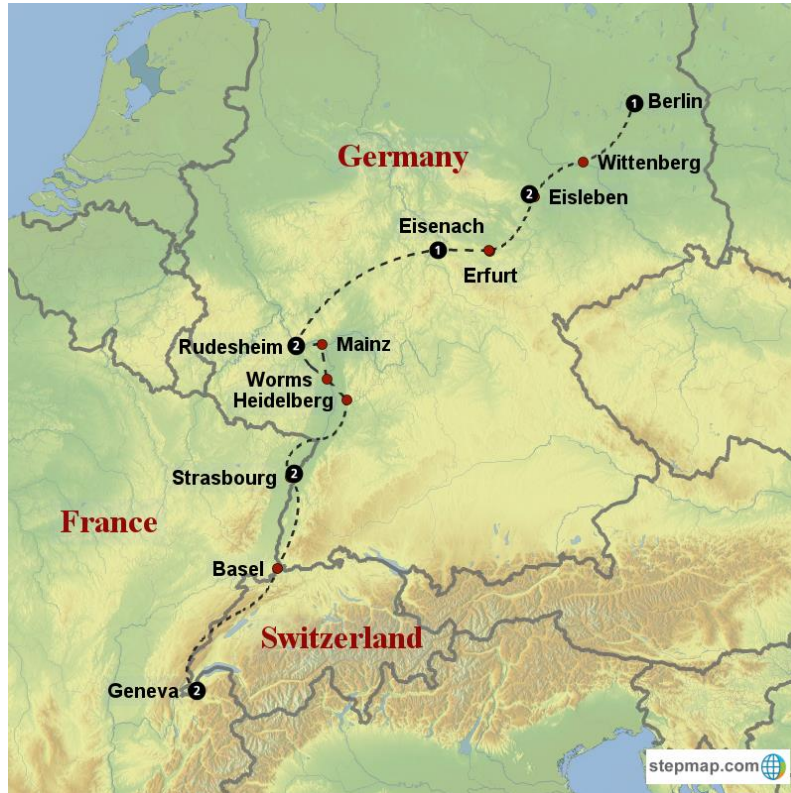 1 Berlin
Germany
Wittenberg
2 Eisleben
Eisenach
1
Erfurt
Rudesheim 2 Mainz
Worms
Heidelberg
Strasbourg 2
France
Basel
Switzerland
Geneva 2
stepmap.com